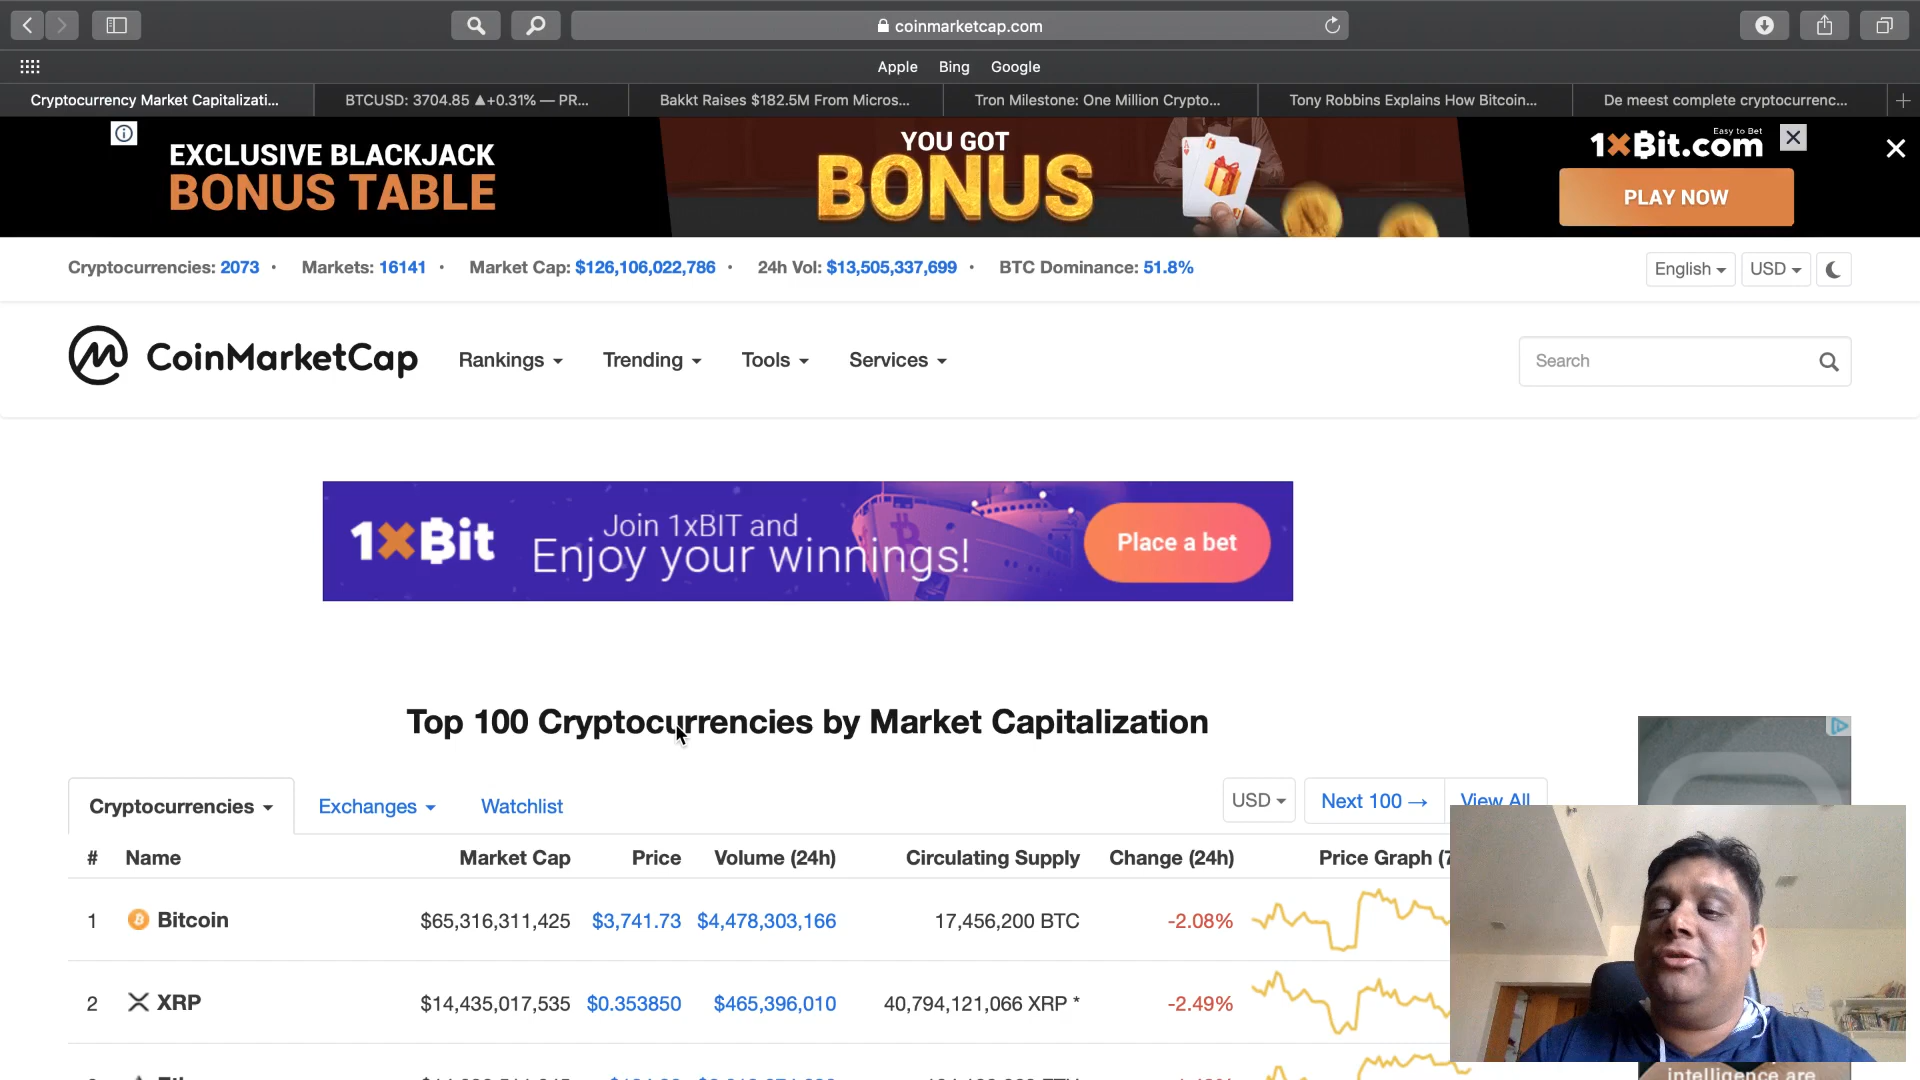 coinmarketcap.com
Apple Bing Google
Cryptocurrency Market Capitalizati... BTCUSD: 3704.85 ▲+0.31% — PR... Bakkt Raises $182.5M From Micros... Tron Milestone: One Million Crypto... Tony Robbins Explains How Bitcoin... De meest complete cryptocurrenc...
EXCLUSIVE BLACKJACK
BONUS TABLE
YOU GOT
BONUS
Easy to Bet
1xBit.com
PLAY NOW
Cryptocurrencies: 2073 • Markets: 16141 • Market Cap: $126,106,022,786 • 24h Vol: $13,505,337,699 • BTC Dominance: 51.8%
English USD
CoinMarketCap Rankings Trending Tools Services Search
1xBit
Join 1xBIT and
Enjoy your winnings!
Place a bet
Top 100 Cryptocurrencies by Market Capitalization
Cryptocurrencies Exchanges Watchlist USD Next 100 → View All
# Name Market Cap Price Volume (24h) Circulating Supply Change (24h) Price Graph (7
1 Bitcoin $65,316,311,425 $3,741.73 $4,478,303,166 17,456,200 BTC -2.08%
2 XRP $14,435,017,535 $0.353850 $465,396,010 40,794,121,066 XRP * -2.49%
intelligence are